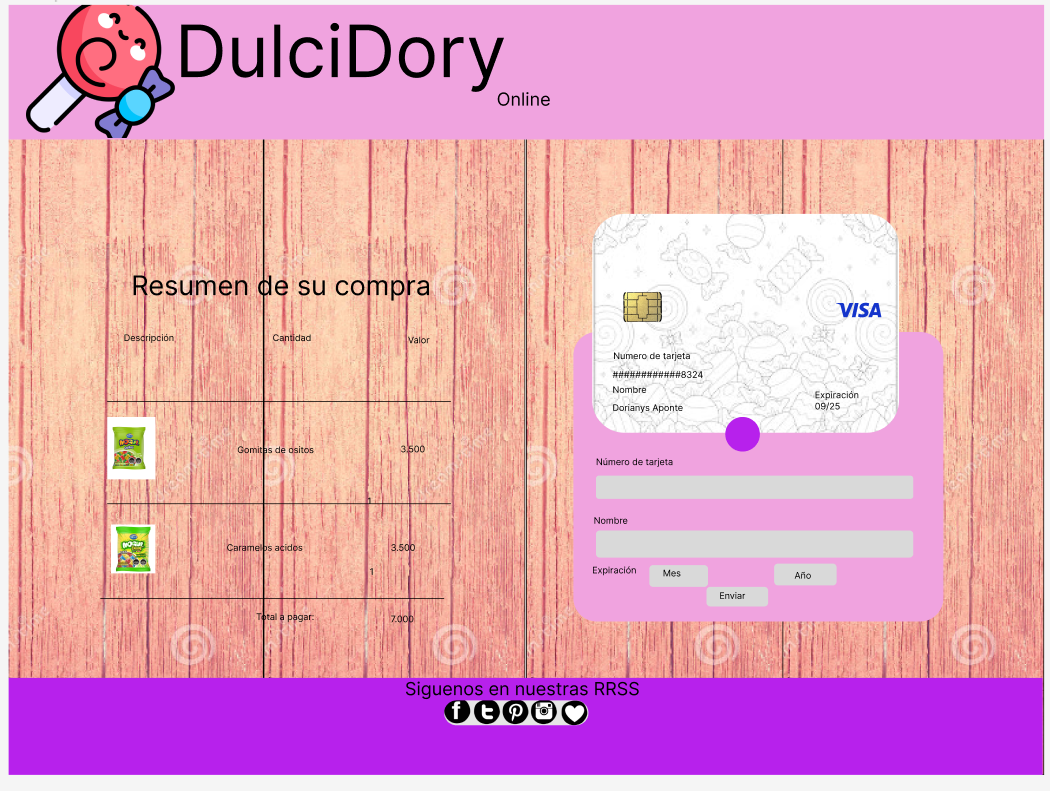 DulciDory
Online
Resumen de su compra
Descripción
Cantidad
Valor
Gomitas de ositos
3.500
1
Caramelos acidos
3.500
1
Total a pagar:
7.000
VISA
Numero de tarjeta
############8324
Nombre
Dorianys Aponte
Expiración
09/25
Número de tarjeta
Nombre
Expiración
Mes
Año
Enviar
Siguenos en nuestras RRSS